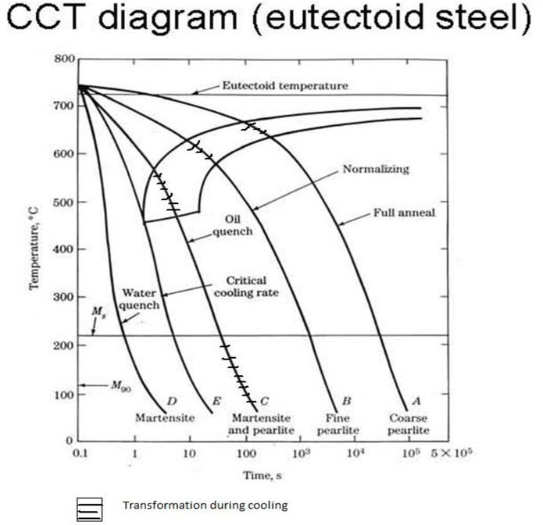 CCT diagram (eutectoid steel)
800
Eutectoid temperature
700
600
Normalizing
500
Full anneal
Oil
quench
400
Temperature, °C
Critical
cooling rate
300
Water
quench
Ms
200
100
M90
D
E
C
B
A
Martensite
Martensite
and pearlite
Fine
pearlite
Coarse
pearlite
0
0.1
1
10
100
10³
10⁴
10⁵
5 × 10⁵
Time, s
Transformation during cooling